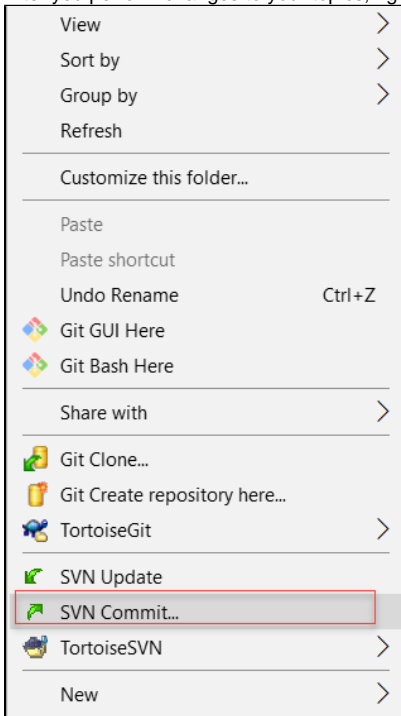 View
Sort by
Group by
Refresh
Customize this folder...
Paste
Paste shortcut
Undo Rename Ctrl+Z
Git GUI Here
Git Bash Here
Share with
Git Clone...
Git Create repository here...
TortoiseGit
SVN Update
SVN Commit...
TortoiseSVN
New